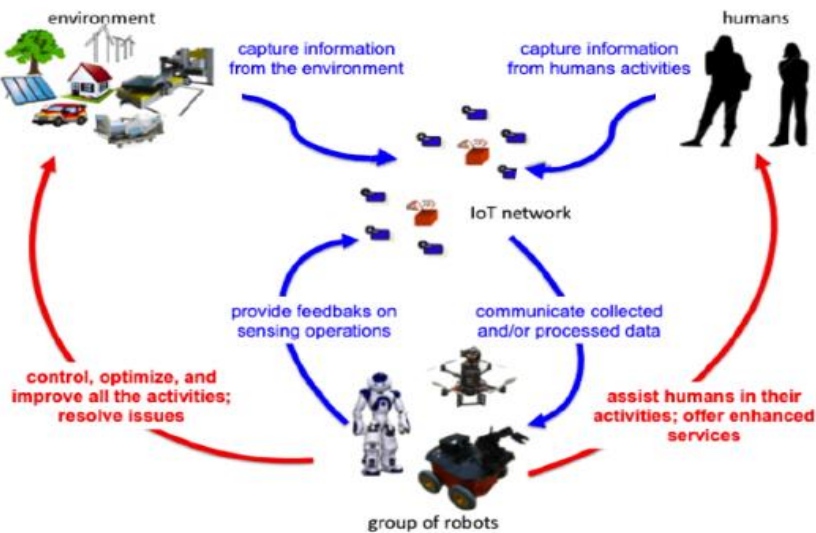 environment
humans
capture information
from the environment
capture information
from humans activities
IoT network
provide feedbaks on
sensing operations
communicate collected
and/or processed data
control, optimize, and
improve all the activities;
resolve issues
assist humans in their
activities; offer enhanced
services
group of robots